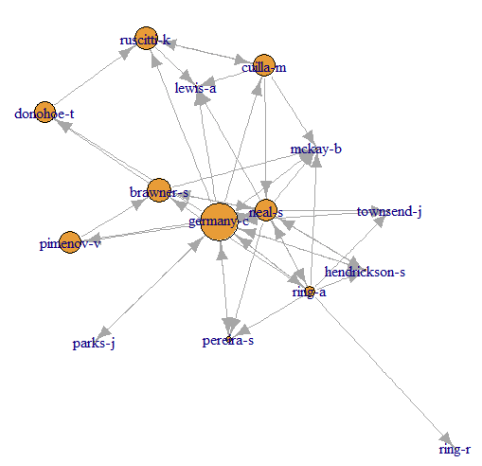 ruscitti-k
cuilla-m
lewis-a
donohoe-t
mckay-b
brawner-s
neal-s
townsend-j
germany-c
pimenov-v
hendrickson-s
ring-a
parks-j
pereira-s
ring-r